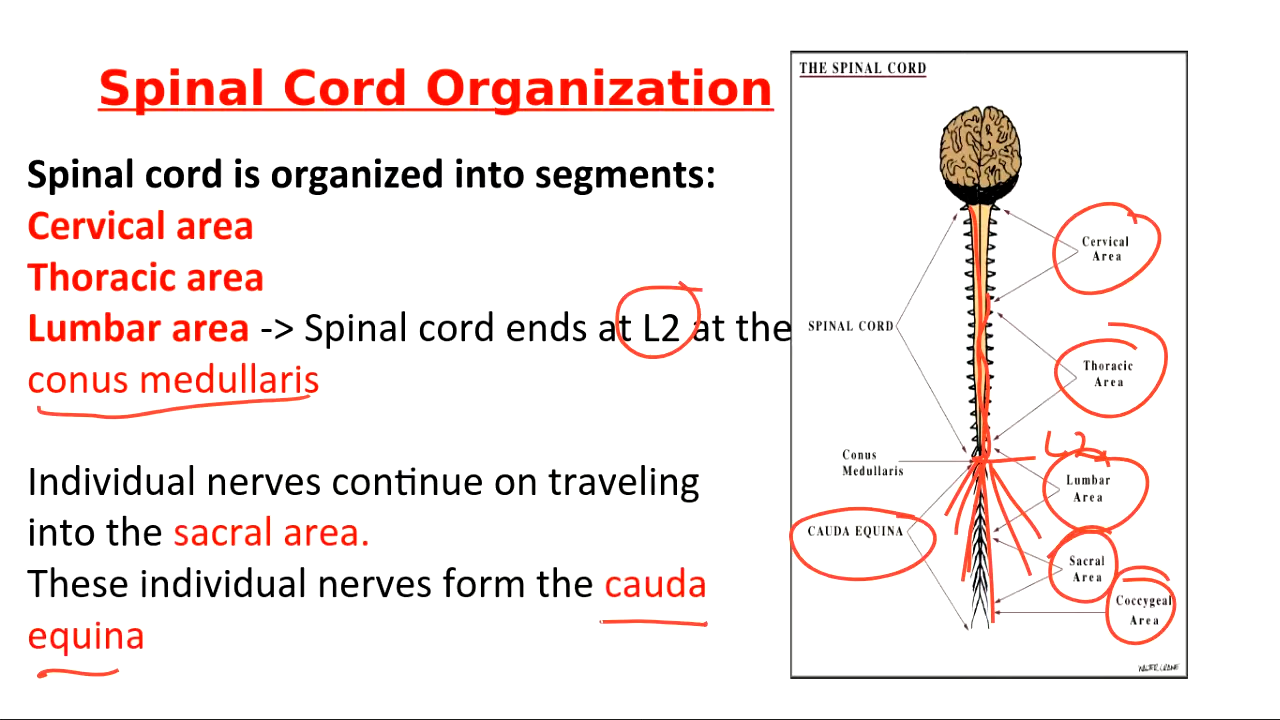 Spinal Cord Organization
Spinal cord is organized into segments:
Cervical area
Thoracic area
Lumbar area -> Spinal cord ends at L2 at the
conus medullaris
Individual nerves continue on traveling
into the sacral area.
These individual nerves form the cauda
equina
THE SPINAL CORD
Cervical
Area
SPINAL CORD
Thoracic
Area
L2
Conus
Medullaris
Lumbar
Area
CAUDA EQUINA
Sacral
Area
Coccygeal
Area